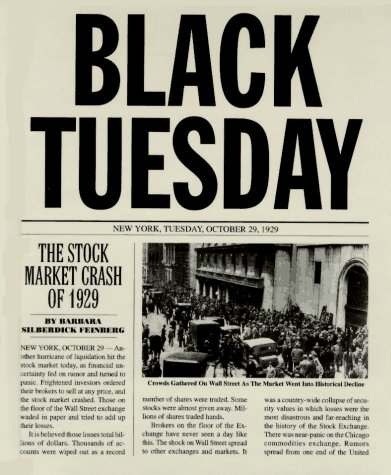 BLACK
TUESDAY
NEW YORK, TUESDAY, OCTOBER 29, 1929
THE STOCK
MARKET CRASH
OF 1929
BY BARBARA
SILBERDICK FEINBERG
NEW YORK, OCTOBER 29 — An-
other hurricane of liquidation hit the
stock market today, as financial un-
certainty fed on rumor and turned to
panic. Frightened investors ordered
their brokers to sell at any price, and
the stock market crashed. Those on
the floor of the Wall Street exchange
waded in paper and tried to add up
their losses.
It is believed those losses total bil-
lions of dollars. Thousands of ac-
counts were wiped out as a record
Crowds Gathered On Wall Street As The Market Went Into Historical Decline
number of shares were traded. Some
stocks were almost given away. Mil-
lions of shares traded hands.
Brokers on the floor of the Ex-
change have never seen a day like
this. The shock on Wall Street spread
to other exchanges and markets. It
was a country-wide collapse of secu-
rity values in which losses were the
most disastrous and far-reaching in
the history of the Stock Exchange.
There was near-panic on the Chicago
commodities exchange. Rumors
spread from one end of the United